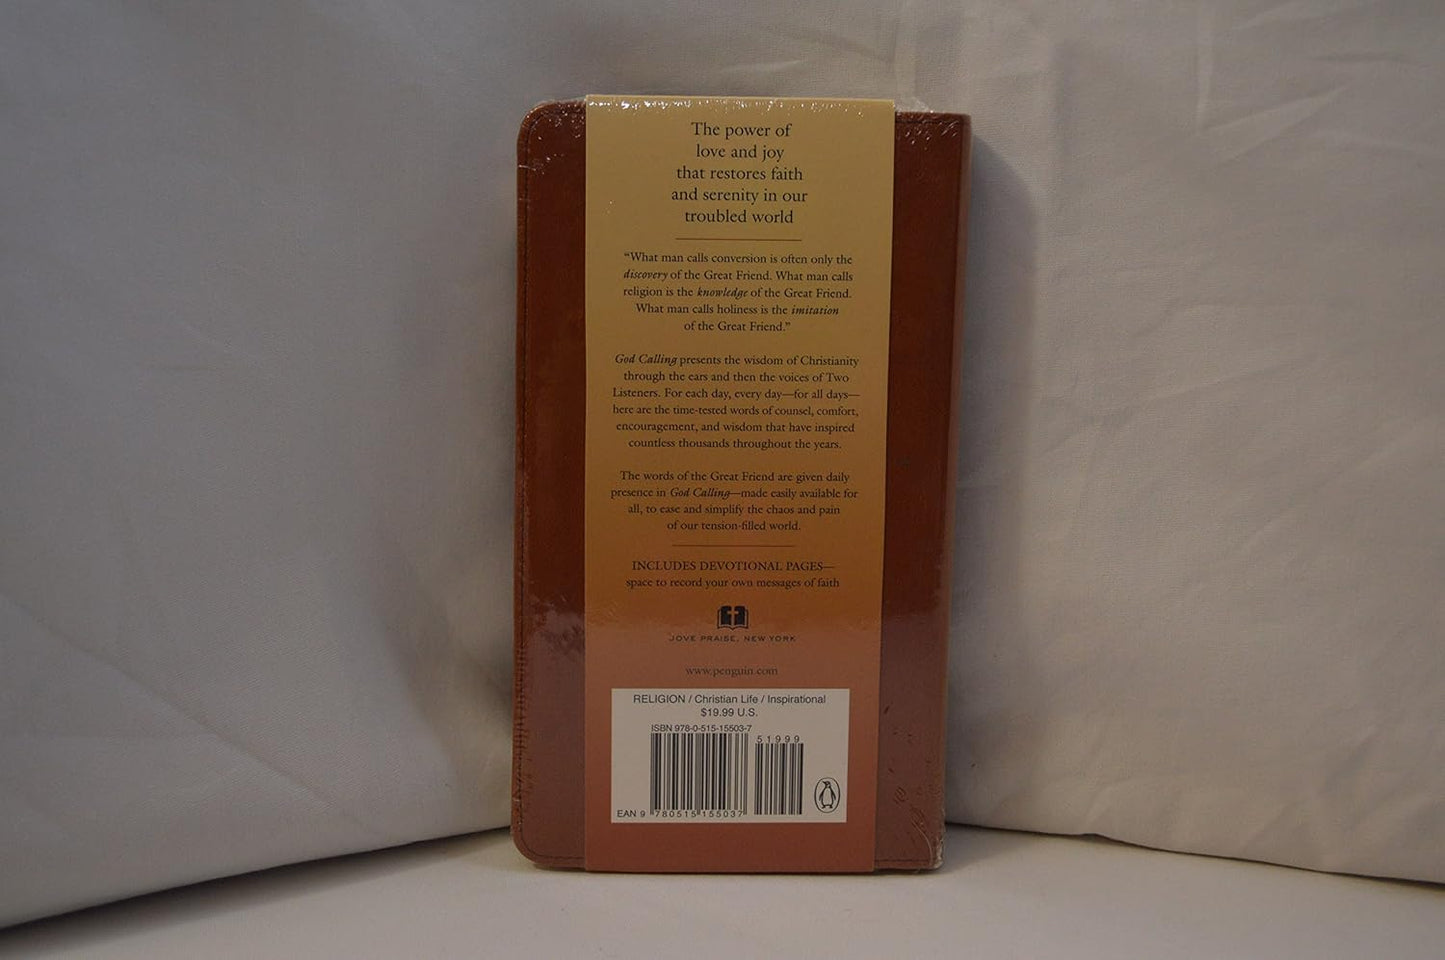 The power of
love and joy
that restores faith
and serenity in our
troubled world
“What man calls conversion is often only the
discovery of the Great Friend. What man calls
religion is the knowledge of the Great Friend.
What man calls holiness is the imitation
of the Great Friend.”
God Calling presents the wisdom of Christianity
through the ears and then the voices of Two
Listeners. For each day, every day—for all days—
here are the time-tested words of counsel, comfort,
encouragement, and wisdom that have inspired
countless thousands throughout the years.
The words of the Great Friend are given daily
presence in God Calling—made easily available for
all, to ease and simplify the chaos and pain
of our tension-filled world.
INCLUDES DEVOTIONAL PAGES—
space to record your own messages of faith
JOVE PRAISE, NEW YORK
www.penguin.com
RELIGION / Christian Life / Inspirational
$19.99 U.S.
ISBN 978-0-515-15503-7
51999
EAN 9 780515 155037